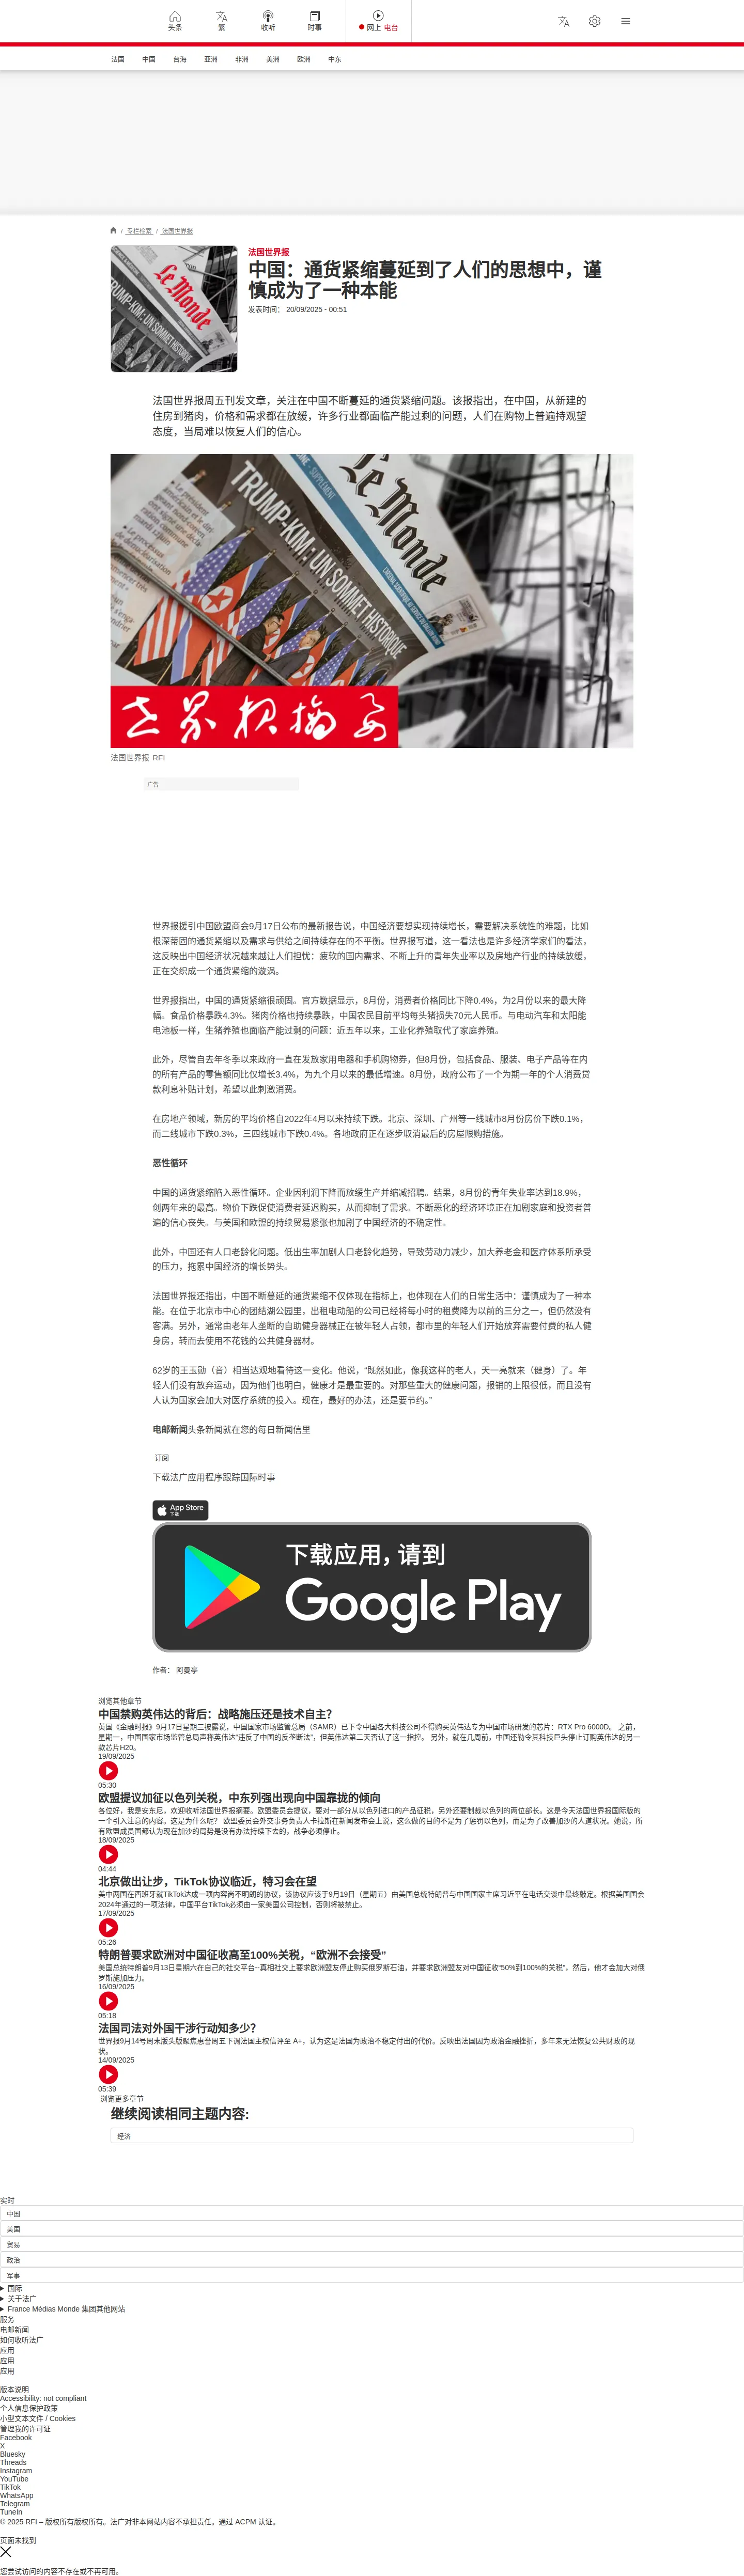 头条
繁
收听
时事
网上 电台
法国
中国
台海
亚洲
非洲
美洲
欧洲
中东
/ 专栏检索 / 法国世界报
法国世界报
中国：通货紧缩蔓延到了人们的思想中，谨
慎成为了一种本能
发表时间： 20/09/2025 - 00:51
Le Monde
TRUMP-KIM: UN SOMMET HISTORIQUE
法国世界报周五刊发文章，关注在中国不断蔓延的通货紧缩问题。该报指出，在中国，从新建的
住房到猪肉，价格和需求都在放缓，许多行业都面临产能过剩的问题，人们在购物上普遍持观望
态度，当局难以恢复人们的信心。
Le Monde
SUPPLÉMENT
TRUMP-KIM: UN SOMMET HISTORIQUE
世界报摘要
法国世界报 RFI
广告
世界报援引中国欧盟商会9月17日公布的最新报告说，中国经济要想实现持续增长，需要解决系统性的难题，比如
根深蒂固的通货紧缩以及需求与供给之间持续存在的不平衡。世界报写道，这一看法也是许多经济学家们的看法，
这反映出中国经济状况越来越让人们担忧：疲软的国内需求、不断上升的青年失业率以及房地产行业的持续放缓，
正在交织成一个通货紧缩的漩涡。
世界报指出，中国的通货紧缩很顽固。官方数据显示，8月份，消费者价格同比下降0.4%，为2月份以来的最大降
幅。食品价格暴跌4.3%。猪肉价格也持续暴跌，中国农民目前平均每头猪损失70元人民币。与电动汽车和太阳能
电池板一样，生猪养殖也面临产能过剩的问题：近五年以来，工业化养殖取代了家庭养殖。
此外，尽管自去年冬季以来政府一直在发放家用电器和手机购物券，但8月份，包括食品、服装、电子产品等在内
的所有产品的零售额同比仅增长3.4%，为九个月以来的最低增速。8月份，政府公布了一个为期一年的个人消费贷
款利息补贴计划，希望以此刺激消费。
在房地产领域，新房的平均价格自2022年4月以来持续下跌。北京、深圳、广州等一线城市8月份房价下跌0.1%，
而二线城市下跌0.3%，三四线城市下跌0.4%。各地政府正在逐步取消最后的房屋限购措施。
恶性循环
中国的通货紧缩陷入恶性循环。企业因利润下降而放缓生产并缩减招聘。结果，8月份的青年失业率达到18.9%，
创两年来的最高。物价下跌促使消费者延迟购买，从而抑制了需求。不断恶化的经济环境正在加剧家庭和投资者普
遍的信心丧失。与美国和欧盟的持续贸易紧张也加剧了中国经济的不确定性。
此外，中国还有人口老龄化问题。低出生率加剧人口老龄化趋势，导致劳动力减少，加大养老金和医疗体系所承受
的压力，拖累中国经济的增长势头。
法国世界报还指出，中国不断蔓延的通货紧缩不仅体现在指标上，也体现在人们的日常生活中：谨慎成为了一种本
能。在位于北京市中心的团结湖公园里，出租电动船的公司已经将每小时的租费降为以前的三分之一，但仍然没有
客满。另外，通常由老年人垄断的自助健身器械正在被年轻人占领，都市里的年轻人们开始放弃需要付费的私人健
身房，转而去使用不花钱的公共健身器材。
62岁的王玉勋（音）相当达观地看待这一变化。他说，“既然如此，像我这样的老人，天一亮就来（健身）了。年
轻人们没有放弃运动，因为他们也明白，健康才是最重要的。对那些重大的健康问题，报销的上限很低，而且没有
人认为国家会加大对医疗系统的投入。现在，最好的办法，还是要节约。”
电邮新闻头条新闻就在您的每日新闻信里
订阅
下载法广应用程序跟踪国际时事
App Store
下载
下载应用，请到
Google Play
作者： 阿曼亭
浏览其他章节
中国禁购英伟达的背后：战略施压还是技术自主？
英国《金融时报》9月17日星期三披露说，中国国家市场监管总局（SAMR）已下令中国各大科技公司不得购买英伟达专为中国市场研发的芯片：RTX Pro 6000D。 之前，
星期一，中国国家市场监管总局声称英伟达“违反了中国的反垄断法”，但英伟达第二天否认了这一指控。 另外，就在几周前，中国还勒令其科技巨头停止订购英伟达的另一
款芯片H20。
19/09/2025
05:30
欧盟提议加征以色列关税，中东列强出现向中国靠拢的倾向
各位好，我是安东尼，欢迎收听法国世界报摘要。欧盟委员会提议，要对一部分从以色列进口的产品征税，另外还要制裁以色列的两位部长。这是今天法国世界报国际版的
一个引入注意的内容。这是为什么呢？ 欧盟委员会外交事务负责人卡拉斯在新闻发布会上说，这么做的目的不是为了惩罚以色列，而是为了改善加沙的人道状况。她说，所
有欧盟成员国都认为现在加沙的局势是没有办法持续下去的，战争必须停止。
18/09/2025
04:44
北京做出让步，TikTok协议临近，特习会在望
美中两国在西班牙就TikTok达成一项内容尚不明朗的协议，该协议应该于9月19日（星期五）由美国总统特朗普与中国国家主席习近平在电话交谈中最终敲定。根据美国国会
2024年通过的一项法律，中国平台TikTok必须由一家美国公司控制，否则将被禁止。
17/09/2025
05:26
特朗普要求欧洲对中国征收高至100%关税，“欧洲不会接受”
美国总统特朗普9月13日星期六在自己的社交平台--真相社交上要求欧洲盟友停止购买俄罗斯石油，并要求欧洲盟友对中国征收“50%到100%的关税”，然后，他才会加大对俄
罗斯施加压力。
16/09/2025
05:18
法国司法对外国干涉行动知多少？
世界报9月14号周末版头版聚焦惠誉周五下调法国主权信评至 A+，认为这是法国为政治不稳定付出的代价。反映出法国因为政治金融挫折，多年来无法恢复公共财政的现
状。
14/09/2025
05:39
浏览更多章节
继续阅读相同主题内容:
经济
实时
中国
美国
贸易
政治
军事
国际
关于法广
France Médias Monde 集团其他网站
服务
电邮新闻
如何收听法广
应用
应用
应用
版本说明
Accessibility: not compliant
个人信息保护政策
小型文本文件 / Cookies
管理我的许可证
Facebook
X
Bluesky
Threads
Instagram
YouTube
TikTok
WhatsApp
Telegram
TuneIn
© 2025 RFI – 版权所有版权所有。法广对非本网站内容不承担责任。通过 ACPM 认证。
页面未找到
您尝试访问的内容不存在或不再可用。